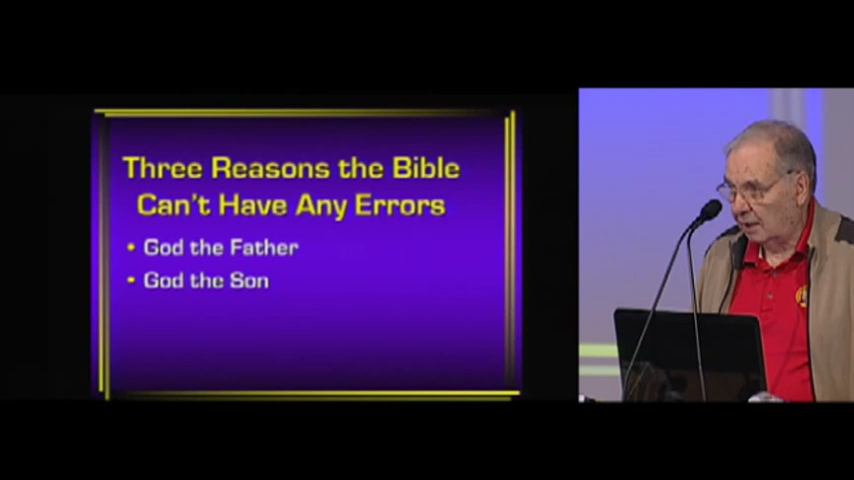 Three Reasons the Bible
Can't Have Any Errors
• God the Father
• God the Son